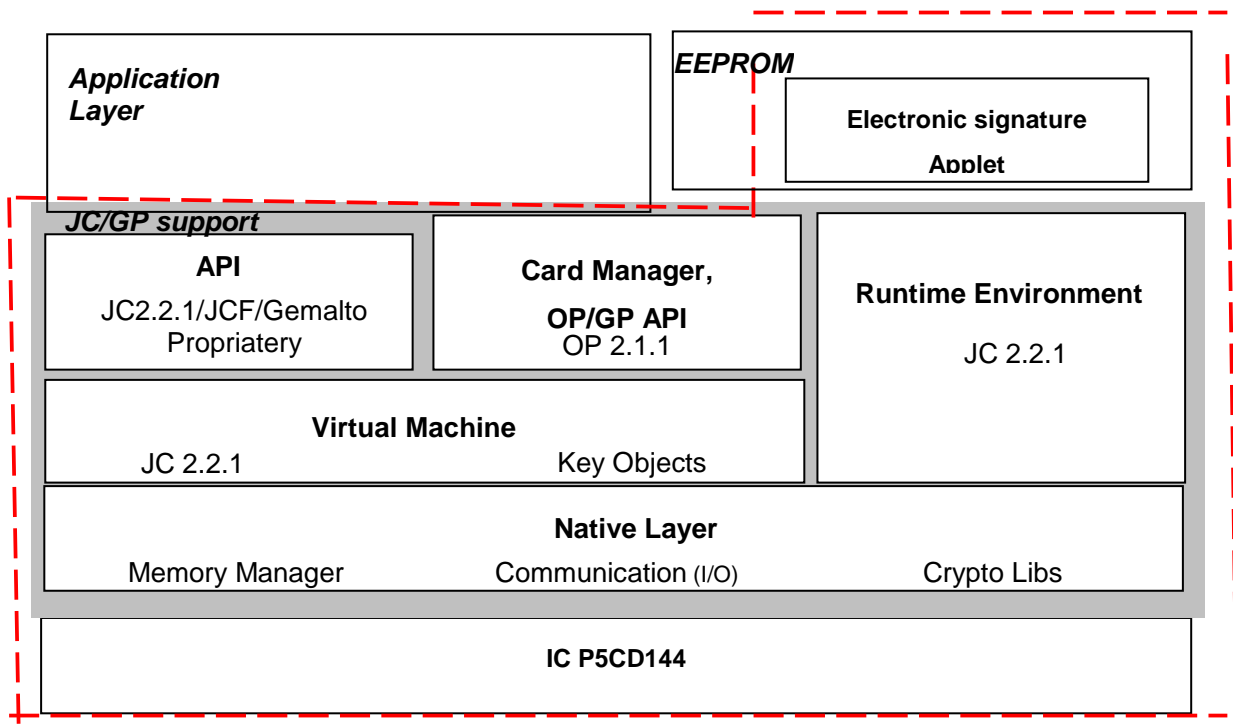 Application
Layer
EEPROM
Electronic signature
Applet
JC/GP support
API
JC2.2.1/JCF/Gemalto
Propriatery
Card Manager,
OP/GP API
OP 2.1.1
Runtime Environment
JC 2.2.1
Virtual Machine
JC 2.2.1 Key Objects
Native Layer
Memory Manager Communication (I/O) Crypto Libs
IC P5CD144